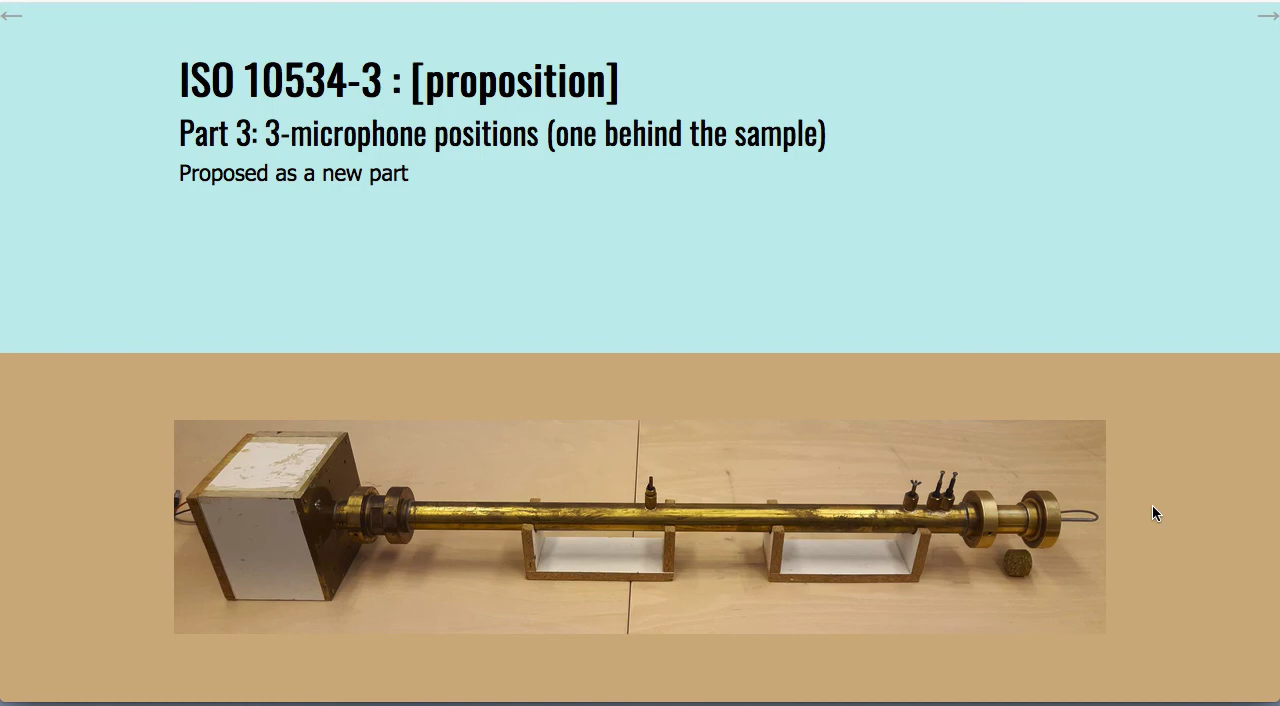 ISO 10534-3 : [proposition]
Part 3: 3-microphone positions (one behind the sample)
Proposed as a new part